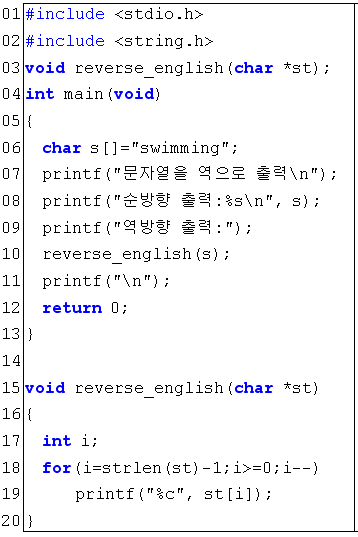 01 #include <stdio.h>
02 #include <string.h>
03 void reverse_english(char *st);
04 int main(void)
05 {
06   char s[]="swimming";
07   printf("문자열을 역으로 출력\n");
08   printf("순방향 출력:%s\n", s);
09   printf("역방향 출력:");
10   reverse_english(s);
11   printf("\n");
12   return 0;
13 }
14
15 void reverse_english(char *st)
16 {
17   int i;
18   for(i=strlen(st)-1;i>=0;i--)
19      printf("%c", st[i]);
20 }